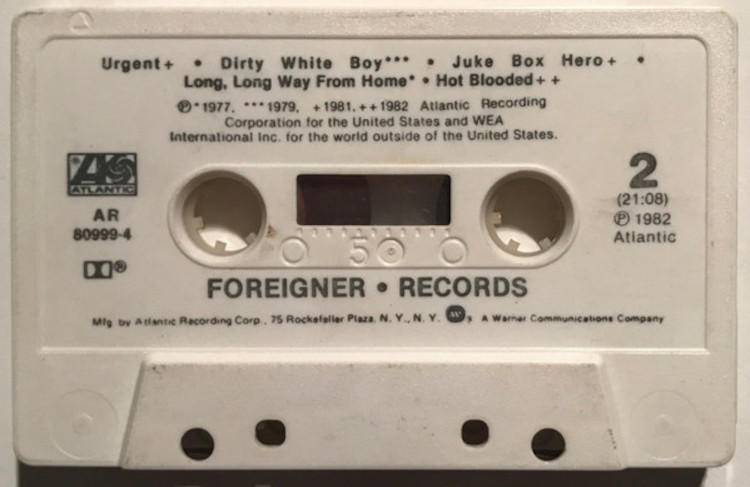 Urgent+ • Dirty White Boy*** • Juke Box Hero+ •
Long, Long Way From Home* • Hot Blooded++
℗*1977. ***1979, +1981, ++1982 Atlantic Recording
Corporation for the United States and WEA
International Inc. for the world outside of the United States.
ATLANTIC
AR
80999-4
2
(21:08)
℗ 1982
Atlantic
50
FOREIGNER • RECORDS
Mfg by Atlantic Recording Corp., 75 Rockefeller Plaza, N.Y., N.Y. A Warner Communications Company